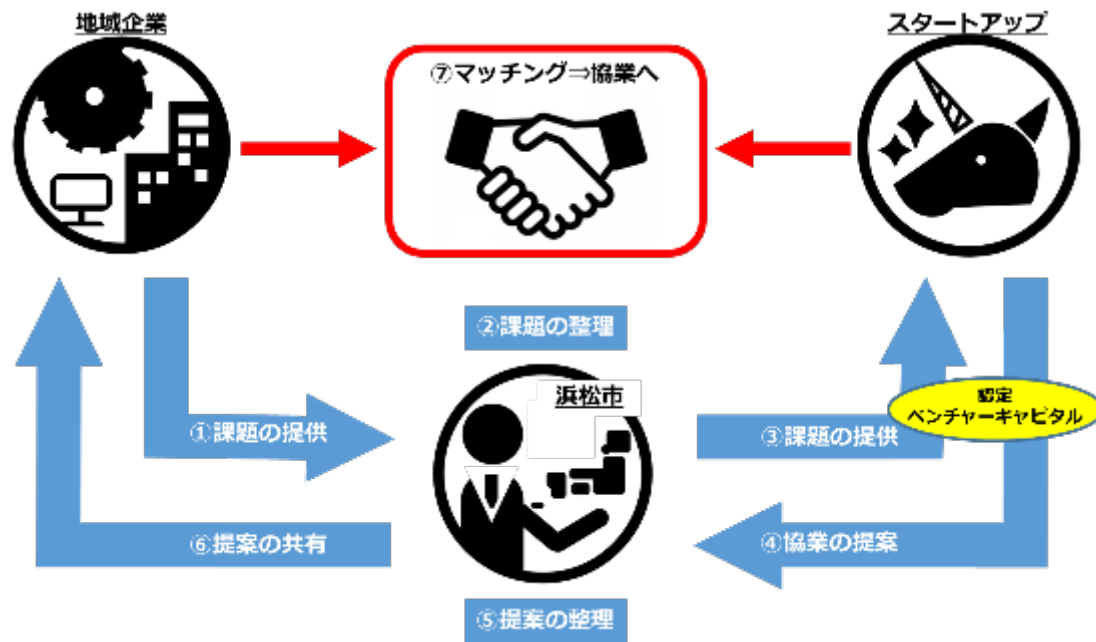 地域企業
スタートアップ
⑦マッチング⇒協業へ
②課題の整理
浜松市
認定
ベンチャーキャピタル
①課題の提供
③課題の提供
⑥提案の共有
④協業の提案
⑤提案の整理